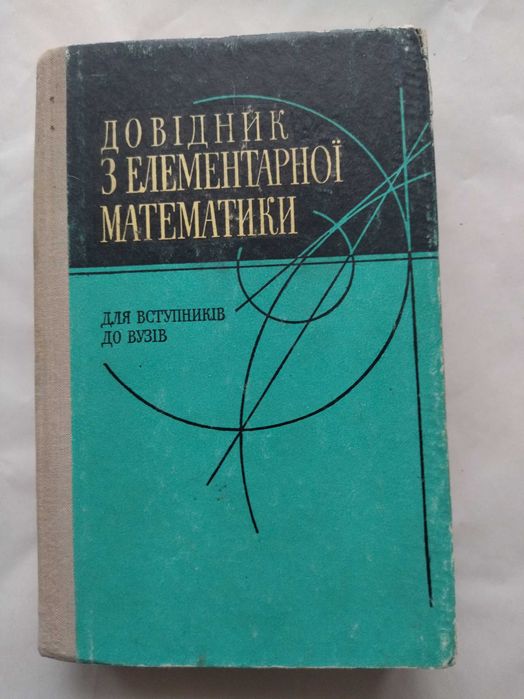 ДОВІДНИК
З ЕЛЕМЕНТАРНОЇ
МАТЕМАТИКИ
ДЛЯ ВСТУПНИКІВ
ДО ВУЗІВ